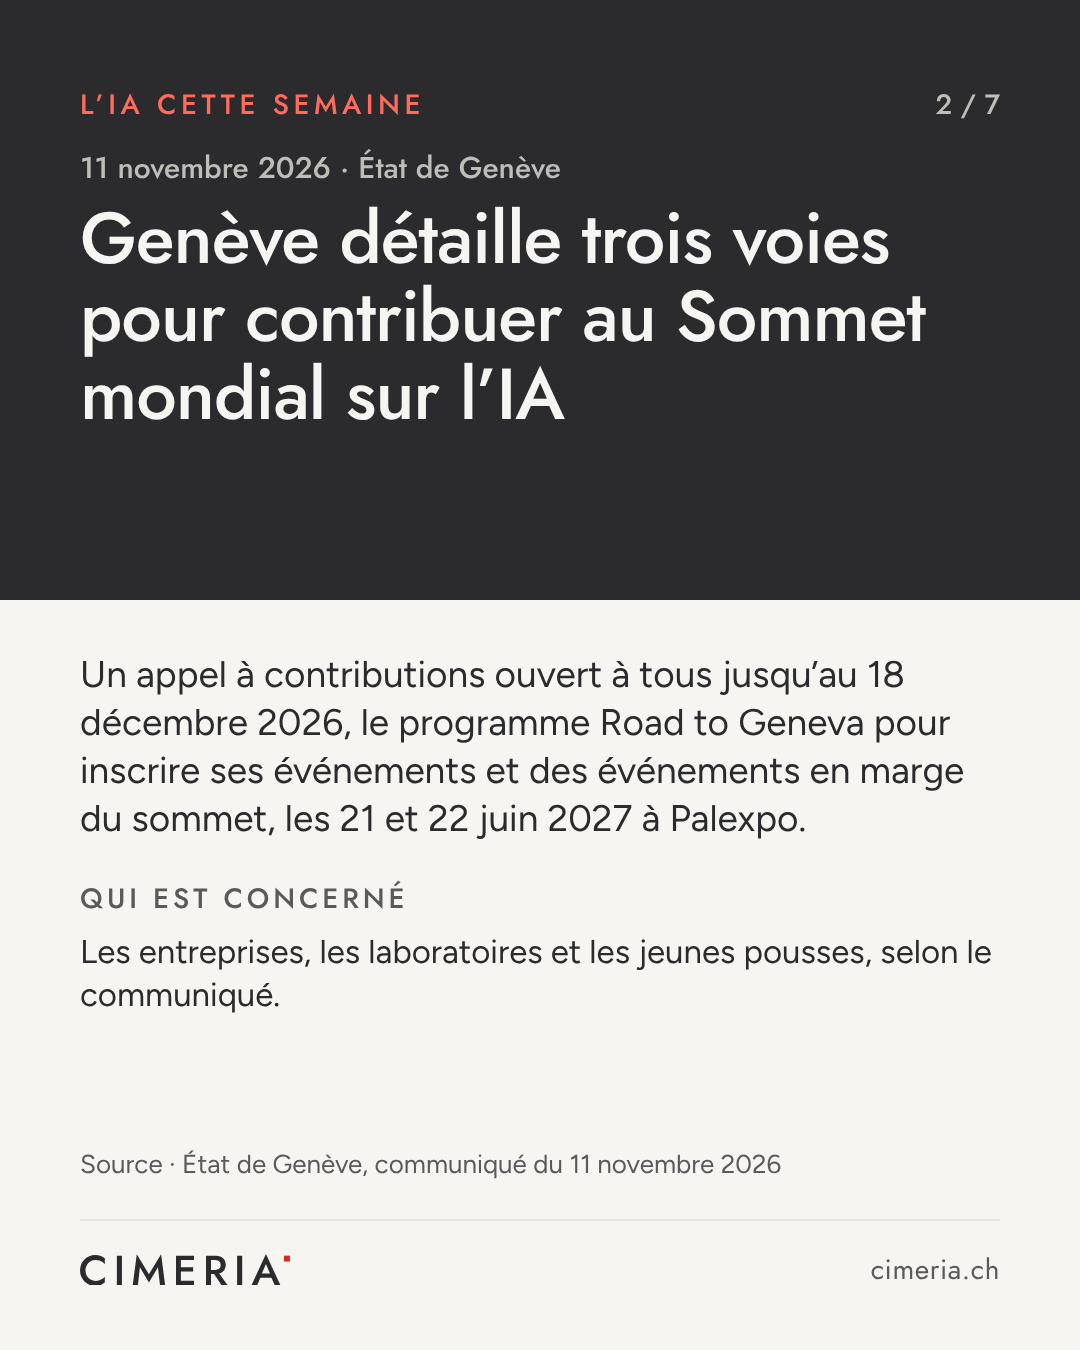 L’IA CETTE SEMAINE
2 / 7
11 novembre 2026 · État de Genève
Genève détaille trois voies
pour contribuer au Sommet
mondial sur l’IA
Un appel à contributions ouvert à tous jusqu’au 18
décembre 2026, le programme Road to Geneva pour
inscrire ses événements et des événements en marge
du sommet, les 21 et 22 juin 2027 à Palexpo.
QUI EST CONCERNÉ
Les entreprises, les laboratoires et les jeunes pousses, selon le
communiqué.
Source · État de Genève, communiqué du 11 novembre 2026
CIMERIA
cimeria.ch